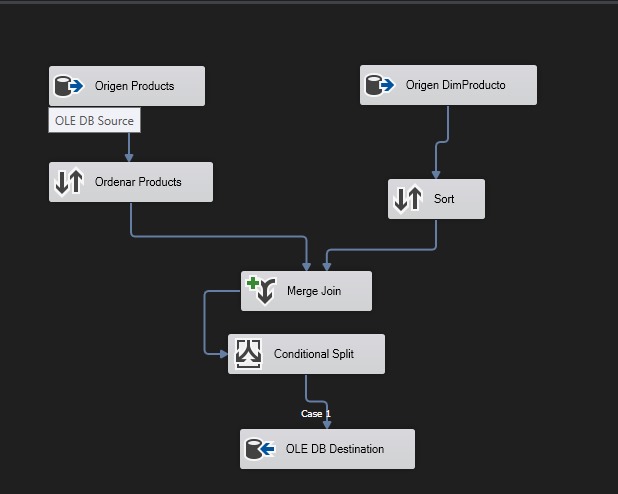 Origen Products
Origen DimProducto
OLE DB Source
Ordenar Products
Sort
Merge Join
Conditional Split
Case 1
OLE DB Destination